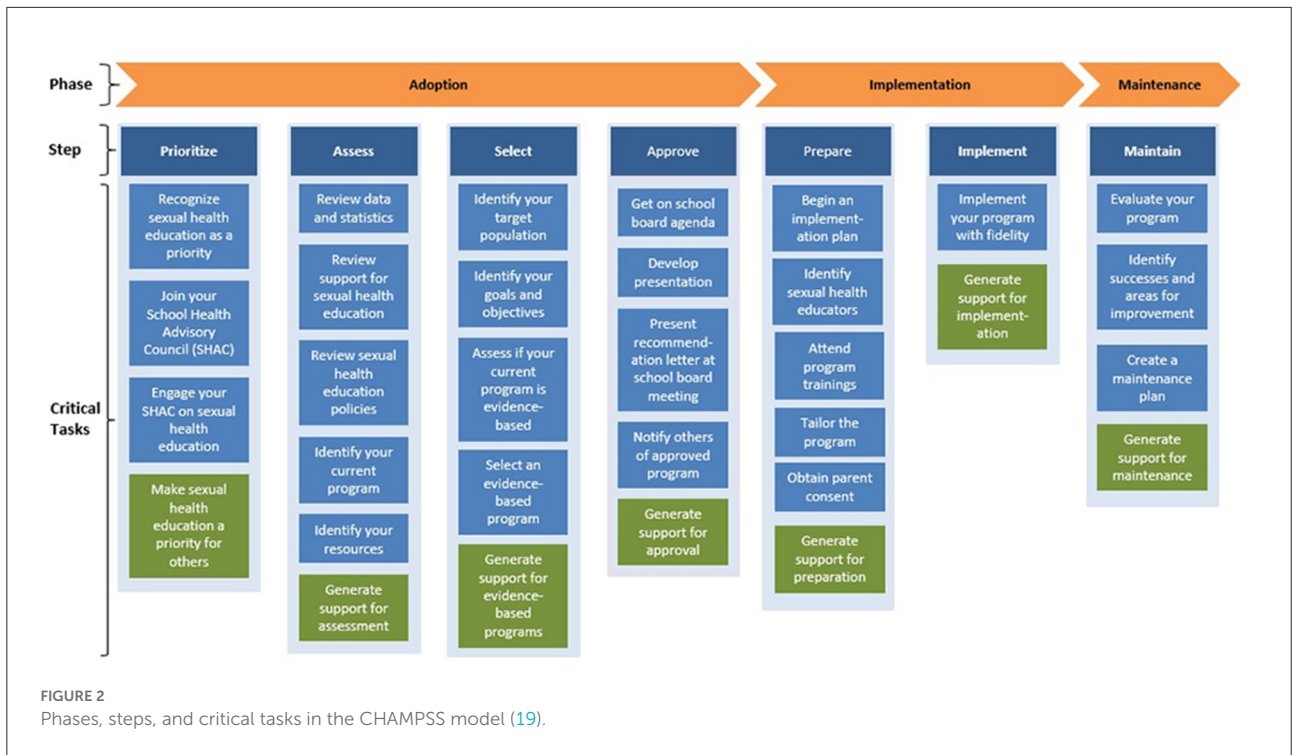 Phase
Adoption
Implementation
Maintenance
Step
Prioritize
Assess
Select
Approve
Prepare
Implement
Maintain
Critical
Tasks
Recognize
sexual health
education as a
priority
Join your
School Health
Advisory
Council (SHAC)
Engage your
SHAC on sexual
health
education
Make sexual
health
education a
priority for
others
Review data
and statistics
Review
support for
sexual health
education
Review sexual
health
education
policies
Identify your
current
program
Identify your
resources
Generate
support for
assessment
Identify your
target
population
Identify your
goals and
objectives
Assess if your
current
program is
evidence-
based
Select an
evidence-
based
program
Generate
support for
evidence-
based
programs
Get on school
board agenda
Develop
presentation
Present
recommend-
ation letter at
school board
meeting
Notify others
of approved
program
Generate
support for
approval
Begin an
implement-
ation plan
Identify
sexual health
educators
Attend
program
trainings
Tailor the
program
Obtain parent
consent
Generate
support for
preparation
Implement
your program
with fidelity
Generate
support for
implement-
ation
Evaluate your
program
Identify
successes and
areas for
improvement
Create a
maintenance
plan
Generate
support for
maintenance
FIGURE 2
Phases, steps, and critical tasks in the CHAMPSS model (19).